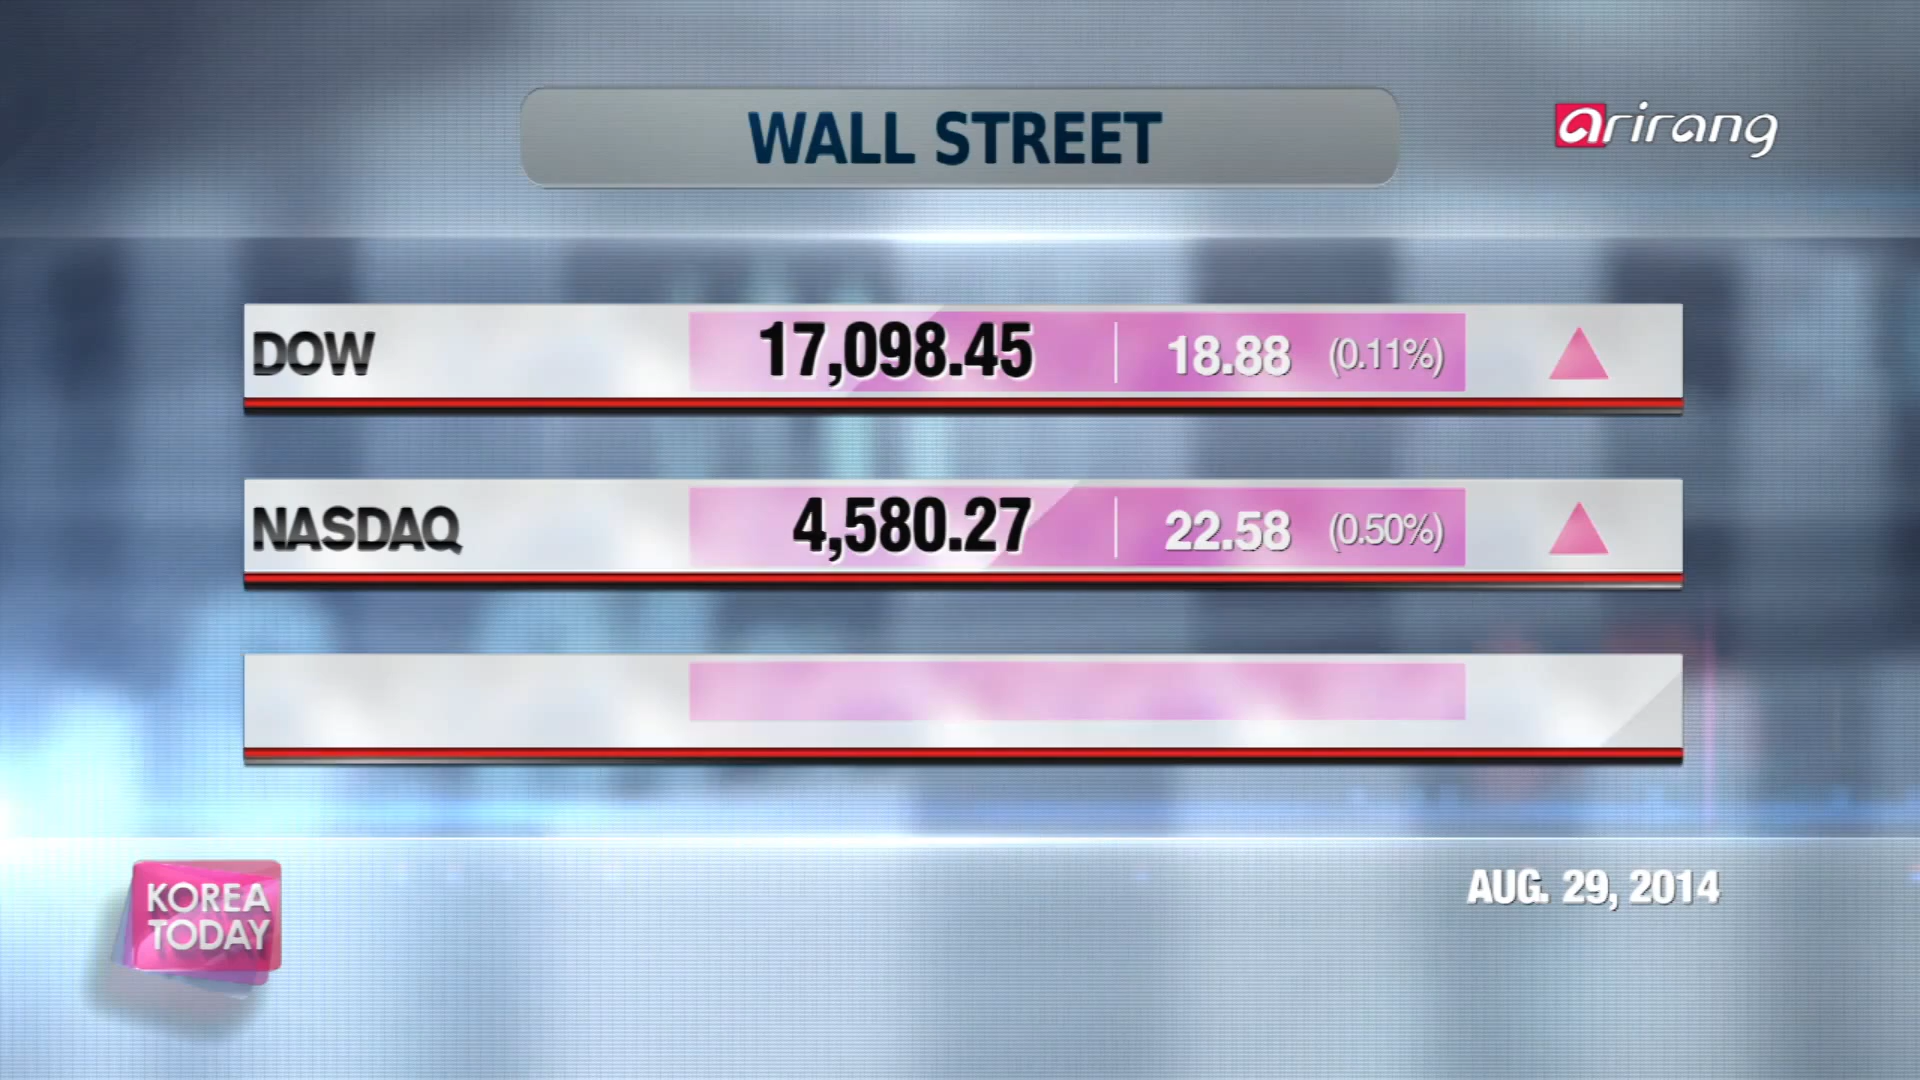 WALL STREET
arirang
DOW 17,098.45 18.88 (0.11%) ▲
NASDAQ 4,580.27 22.58 (0.50%) ▲
KOREA
TODAY
AUG. 29, 2014